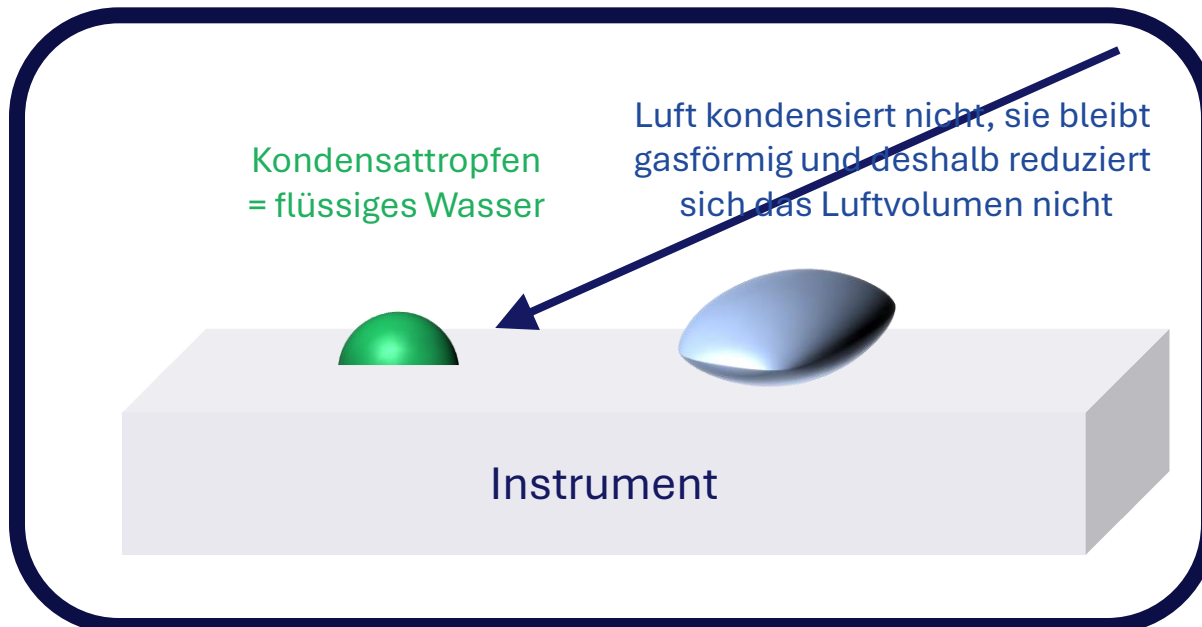 Kondensattropfen
= flüssiges Wasser
Luft kondensiert nicht, sie bleibt
gasförmig und deshalb reduziert
sich das Luftvolumen nicht
Instrument